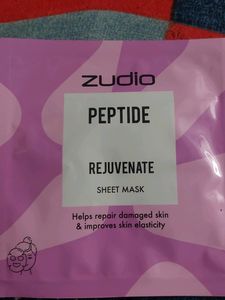 zudio
PEPTIDE
REJUVENATE
SHEET MASK
Helps repair damaged skin
& improves skin elasticity